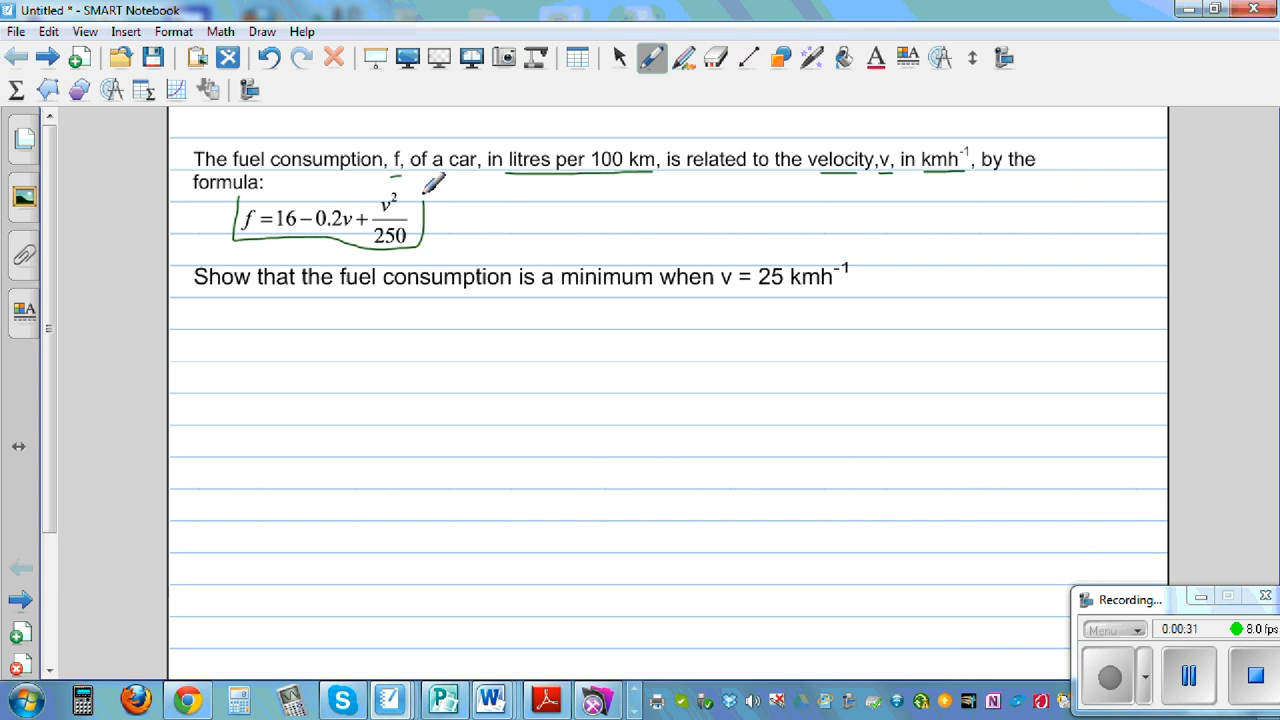 Untitled * - SMART Notebook
File Edit View Insert Format Math Draw Help
The fuel consumption, f, of a car, in litres per 100 km, is related to the velocity,v, in kmh⁻¹, by the
formula:
f = 16 − 0.2v + v²/250
Show that the fuel consumption is a minimum when v = 25 kmh⁻¹
Recording...
Menu 0:00:31 8.0 fps